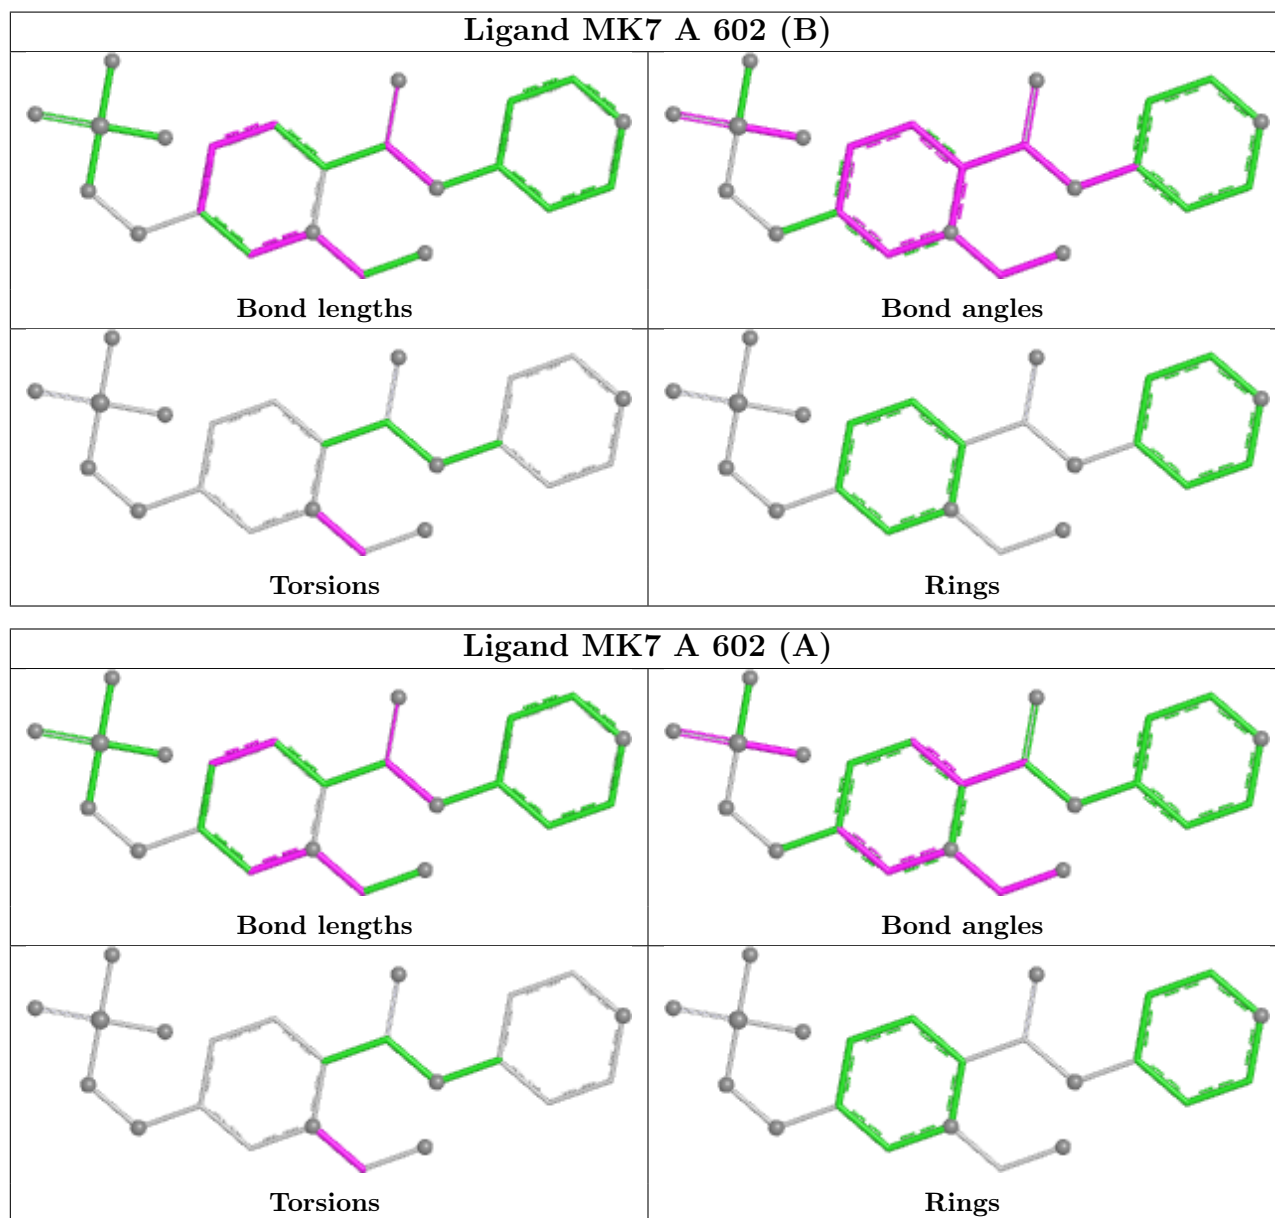 Ligand MK7 A 602 (B)
Bond lengths
Bond angles
Torsions
Rings
Ligand MK7 A 602 (A)
Bond lengths
Bond angles
Torsions
Rings